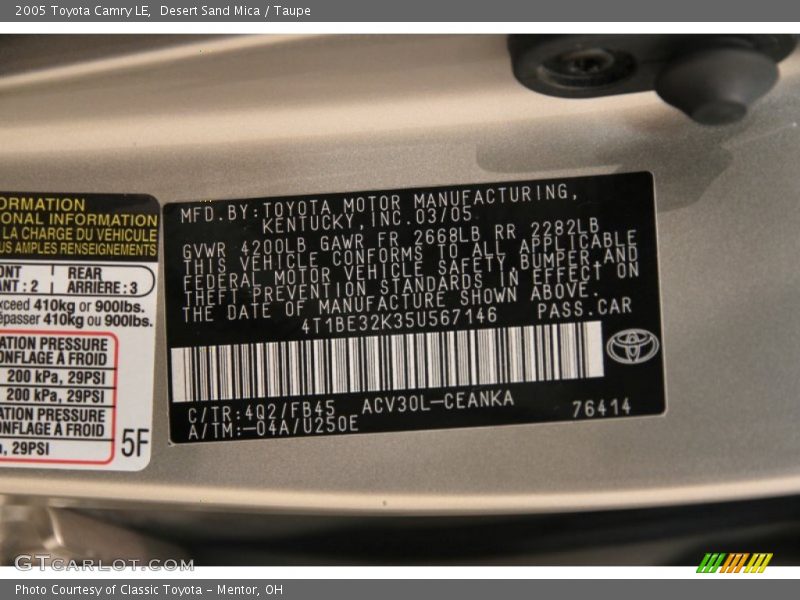 2005 Toyota Camry LE, Desert Sand Mica / Taupe
ORMATION
ONAL INFORMATION
LA CHARGE DU VÉHICULE
US AMPLES RENSEIGNEMENTS
ONT REAR
ANT : 2 ARRIÈRE : 3
xceed 410kg or 900lbs.
épasser 410kg ou 900lbs.
ATION PRESSURE
ONFLAGE À FROID
200 kPa, 29PSI
200 kPa, 29PSI
ATION PRESSURE
ONFLAGE À FROID
, 29PSI
5F
MFD.BY:TOYOTA MOTOR MANUFACTURING,
KENTUCKY,INC.03/05
GVWR 4200LB GAWR FR 2668LB RR 2282LB
THIS VEHICLE CONFORMS TO ALL APPLICABLE
FEDERAL MOTOR VEHICLE SAFETY,BUMPER,AND
THEFT PREVENTION STANDARDS IN EFFECT ON
THE DATE OF MANUFACTURE SHOWN ABOVE.
4T1BE32K35U567146 PASS.CAR
C/TR:4Q2/FB45 ACV30L-CEANKA
A/TM:-04A/U250E 76414
GTCARLOT.COM
Photo Courtesy of Classic Toyota - Mentor, OH